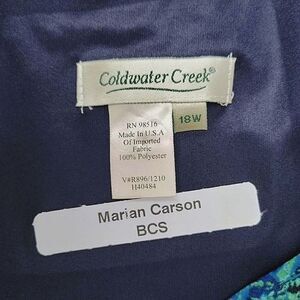 Coldwater Creek®
18W
RN 98516
Made In U.S.A
Of Imported
Fabric
100% Polyester
V#R896/1210
H40484
Marian Carson
BCS